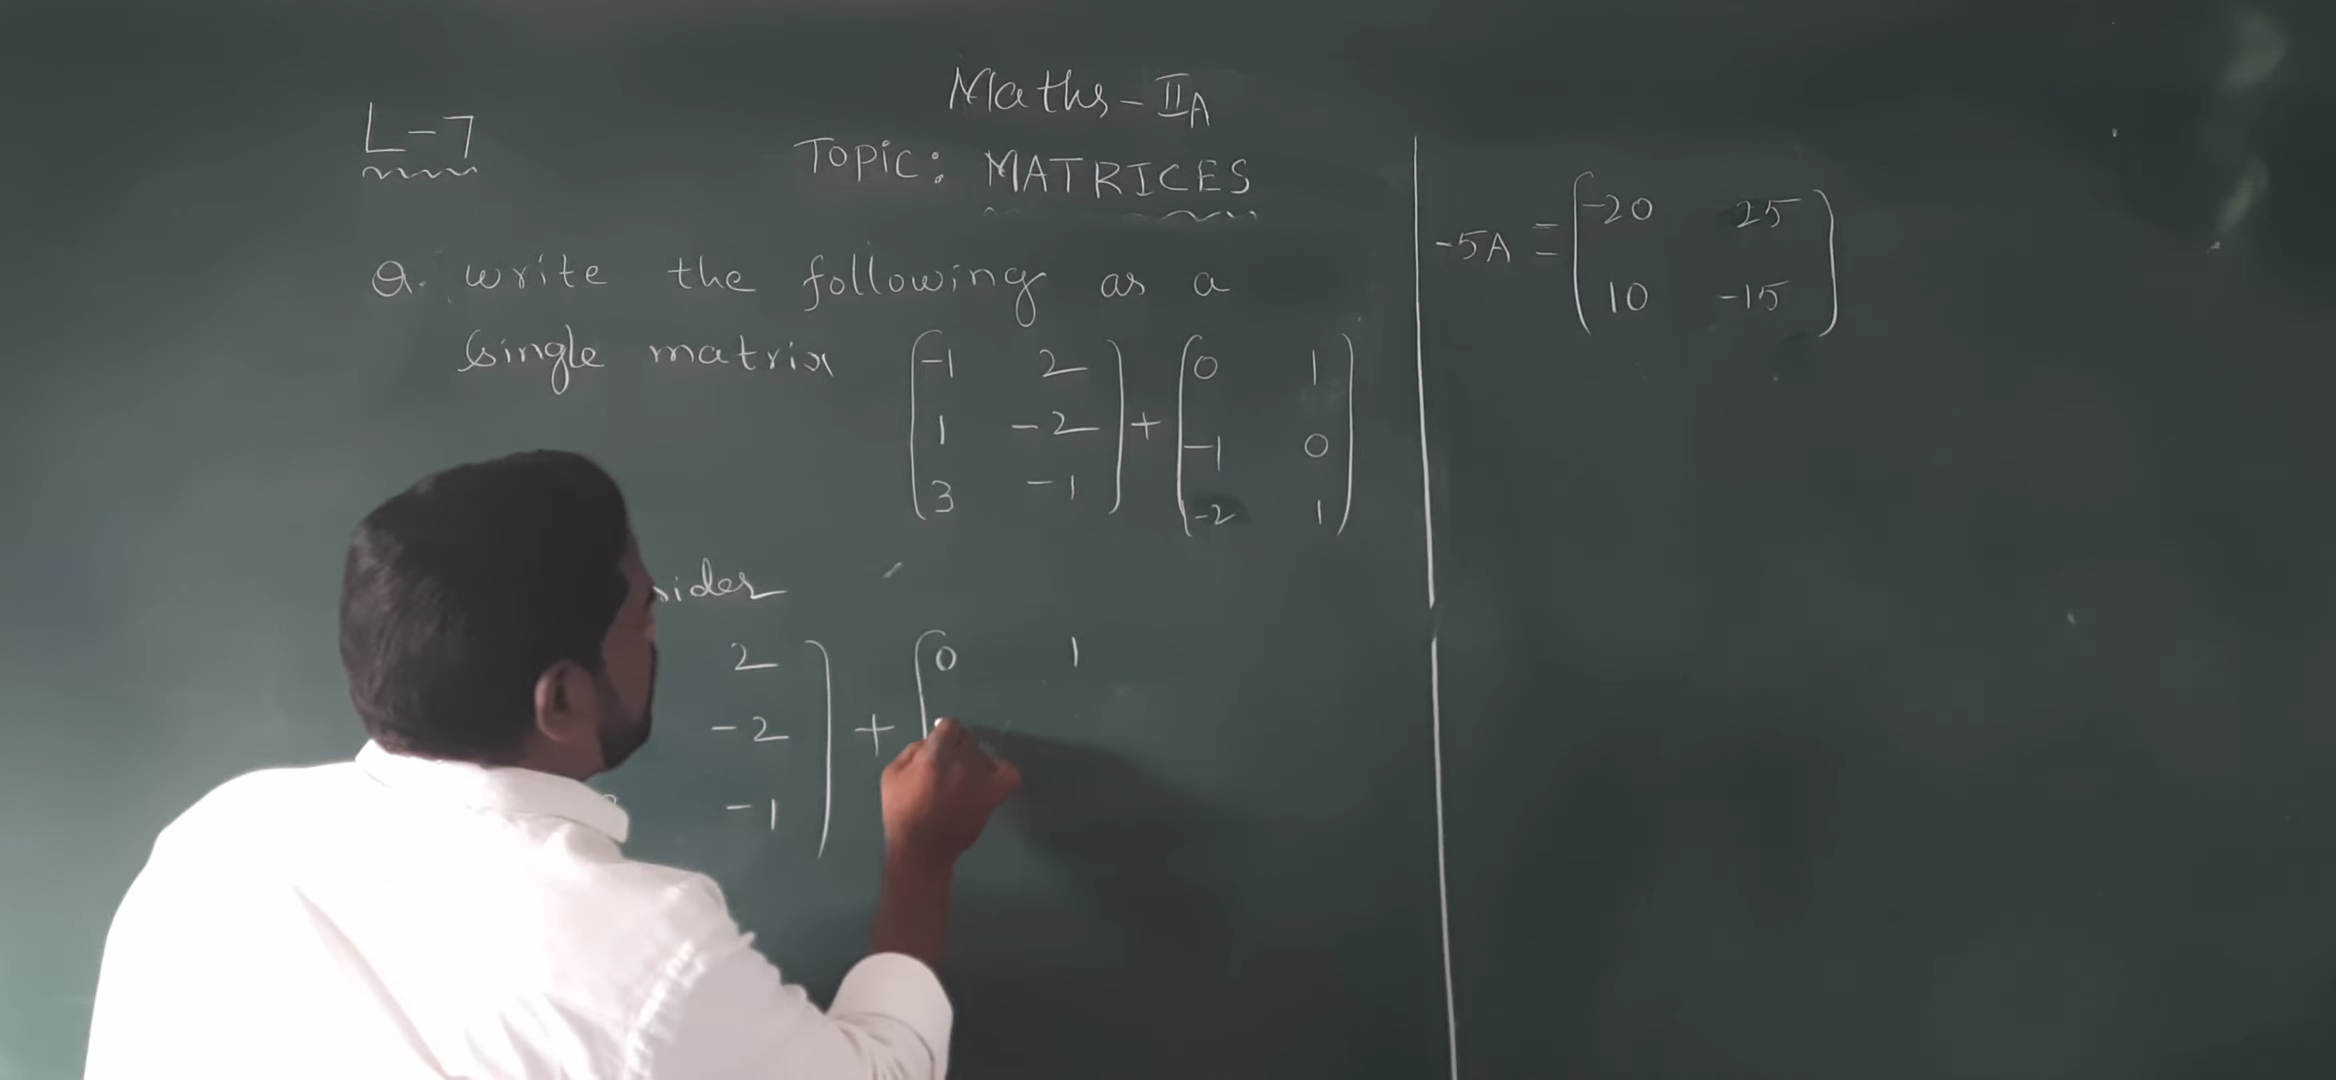 Maths - IIA
L-7
Topic: MATRICES
Q. write the following as a
single matrix
-1 2
1 -2
3 -1
+
0 1
-1 0
-2 1
2
-2
-1
+
0 1
-5A =
-20 25
10 -15